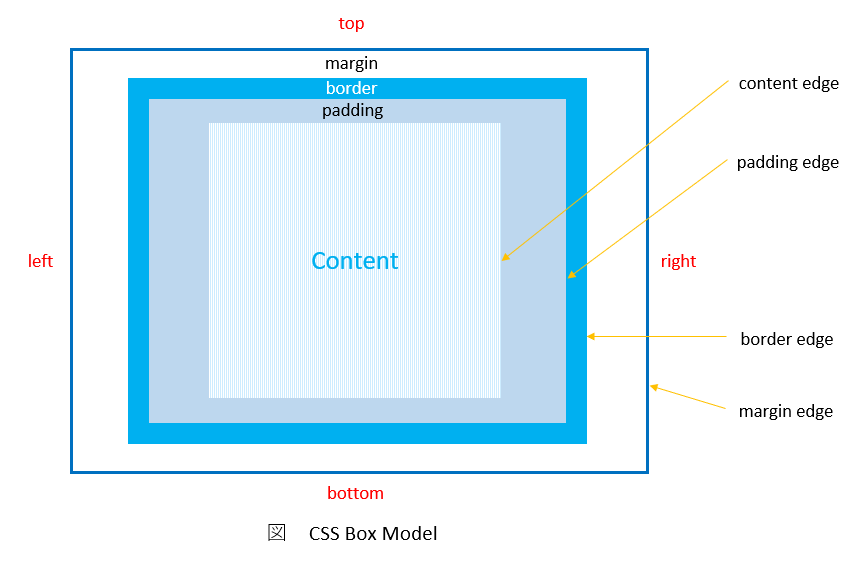 top
margin
border
padding
content edge
padding edge
left
Content
right
border edge
margin edge
bottom
図 CSS Box Model